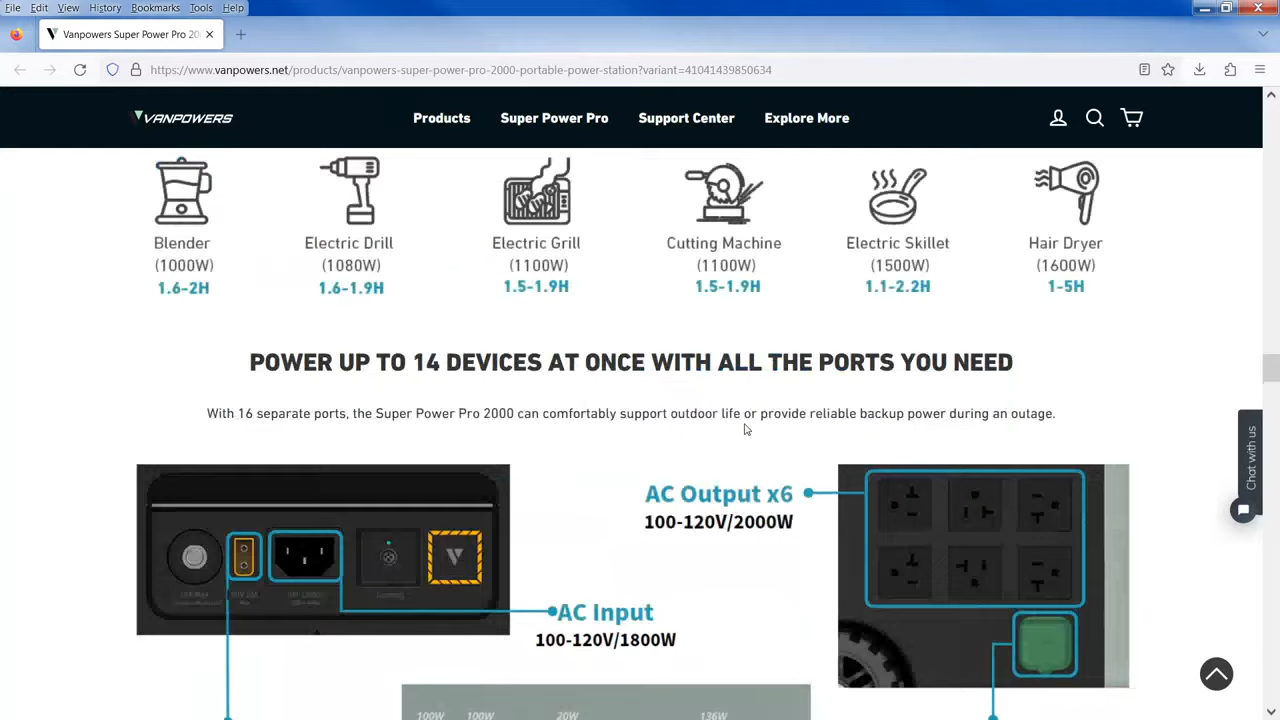 File Edit View History Bookmarks Tools Help
Vanpowers Super Power Pro 20
https://www.vanpowers.net/products/vanpowers-super-power-pro-2000-portable-power-station?variant=41041439850634
VANPOWERS Products Super Power Pro Support Center Explore More
Blender Electric Drill Electric Grill Cutting Machine Electric Skillet Hair Dryer
(1000W) (1080W) (1100W) (1100W) (1500W) (1600W)
1.6-2H 1.6-1.9H 1.5-1.9H 1.5-1.9H 1.1-2.2H 1-5H
POWER UP TO 14 DEVICES AT ONCE WITH ALL THE PORTS YOU NEED
With 16 separate ports, the Super Power Pro 2000 can comfortably support outdoor life or provide reliable backup power during an outage.
Chat with us
AC Output x6
100-120V/2000W
AC Input
100-120V/1800W
100W 100W 20W 136W